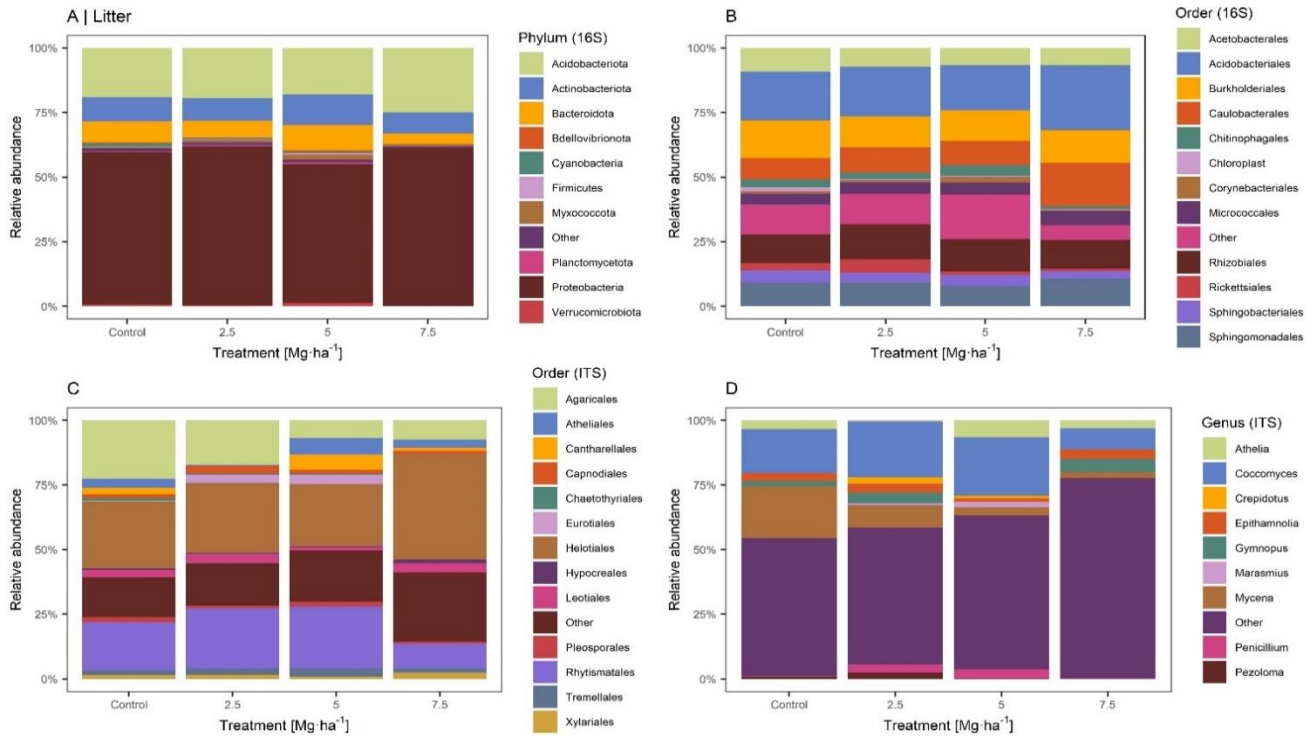 A | Litter
Relative abundance
100%
75%
50%
25%
0%
Control
2.5
5
7.5
Treatment [Mg·ha⁻¹]
Phylum (16S)
Acidobacteriota
Actinobacteriota
Bacteroidota
Bdellovibrionota
Cyanobacteria
Firmicutes
Myxococcota
Other
Planctomycetota
Proteobacteria
Verrucomicrobiota
B
Relative abundance
100%
75%
50%
25%
0%
Control
2.5
5
7.5
Treatment [Mg·ha⁻¹]
Order (16S)
Acetobacterales
Acidobacteriales
Burkholderiales
Caulobacterales
Chitinophagales
Chloroplast
Corynebacteriales
Micrococcales
Other
Rhizobiales
Rickettsiales
Sphingobacteriales
Sphingomonadales
C
Relative abundance
100%
75%
50%
25%
0%
Control
2.5
5
7.5
Treatment [Mg·ha⁻¹]
Order (ITS)
Agaricales
Atheliales
Cantharellales
Capnodiales
Chaetothyriales
Eurotiales
Helotiales
Hypocreales
Leotiales
Other
Pleosporales
Rhytismatales
Tremellales
Xylariales
D
Relative abundance
100%
75%
50%
25%
0%
Control
2.5
5
7.5
Treatment [Mg·ha⁻¹]
Genus (ITS)
Athelia
Coccomyces
Crepidotus
Epithamnolia
Gymnopus
Marasmius
Mycena
Other
Penicillium
Pezoloma